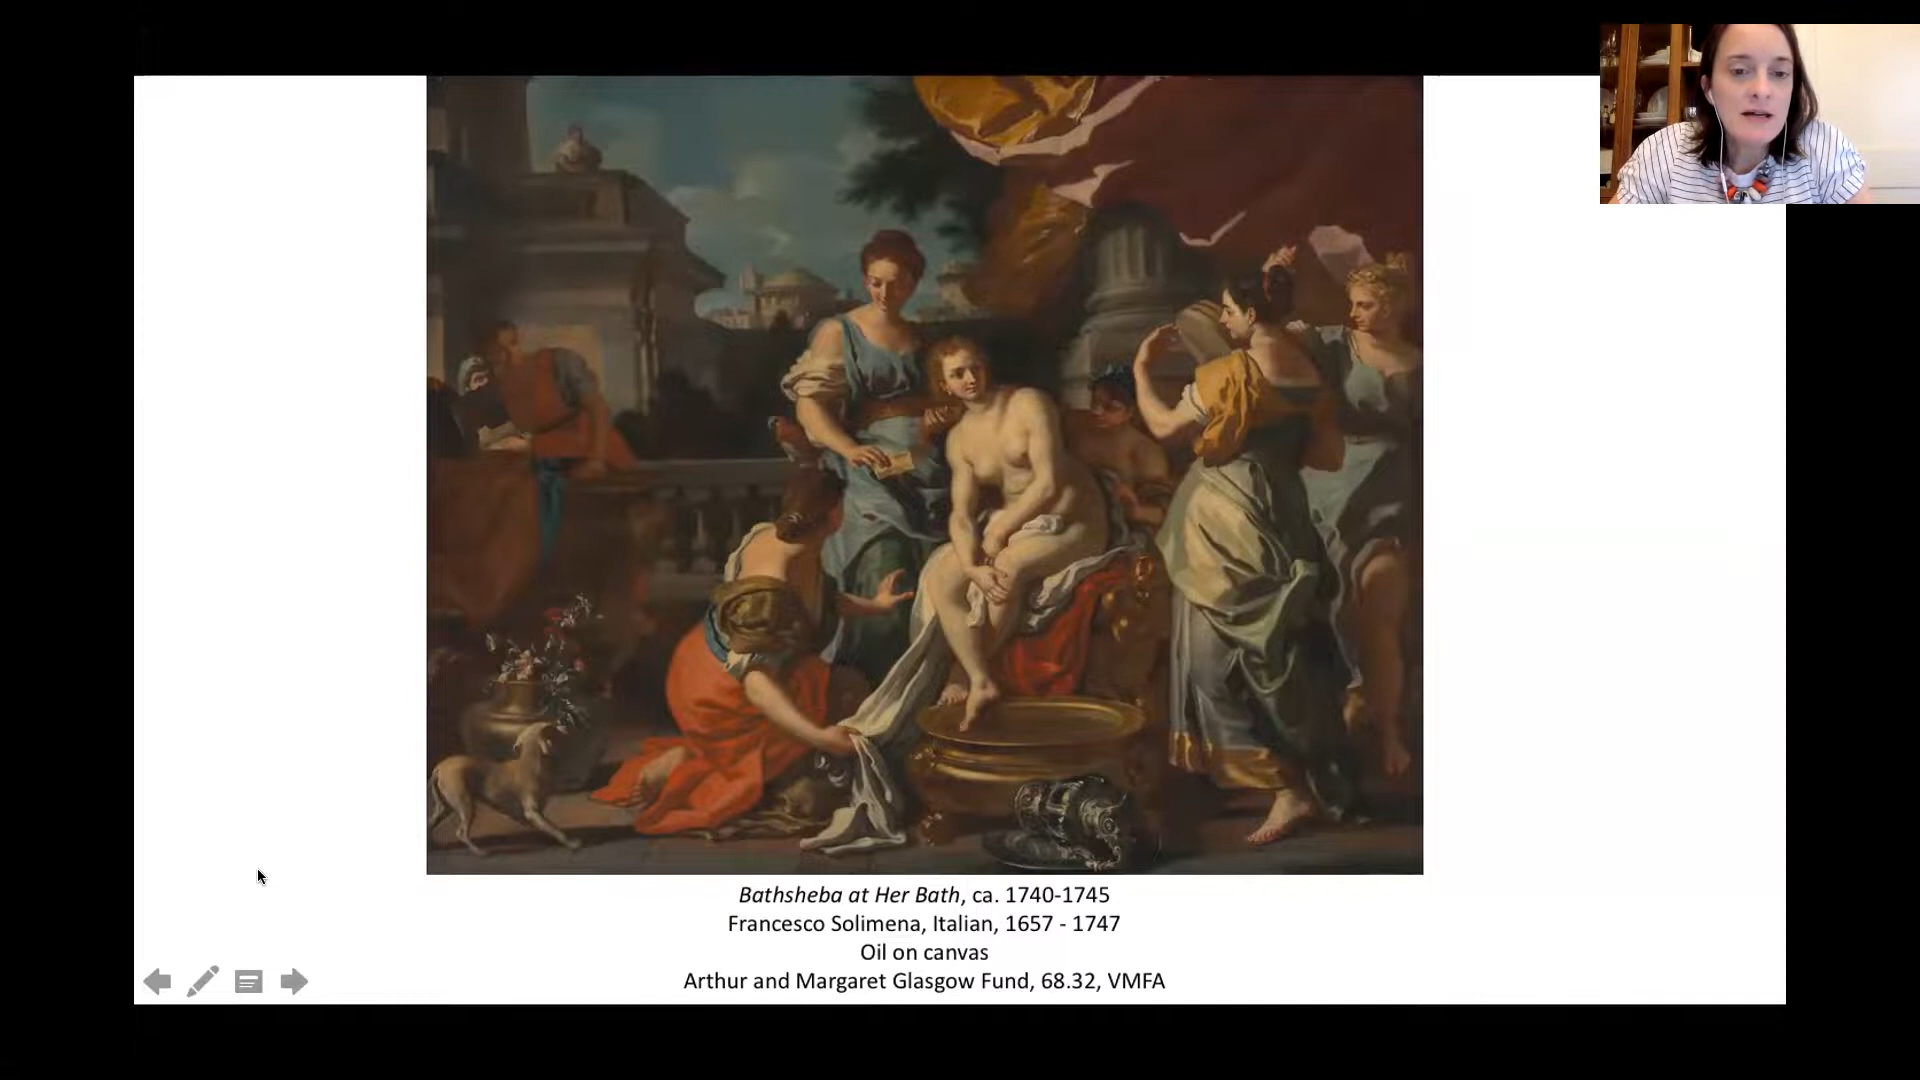 Bathsheba at Her Bath, ca. 1740-1745
Francesco Solimena, Italian, 1657 - 1747
Oil on canvas
Arthur and Margaret Glasgow Fund, 68.32, VMFA